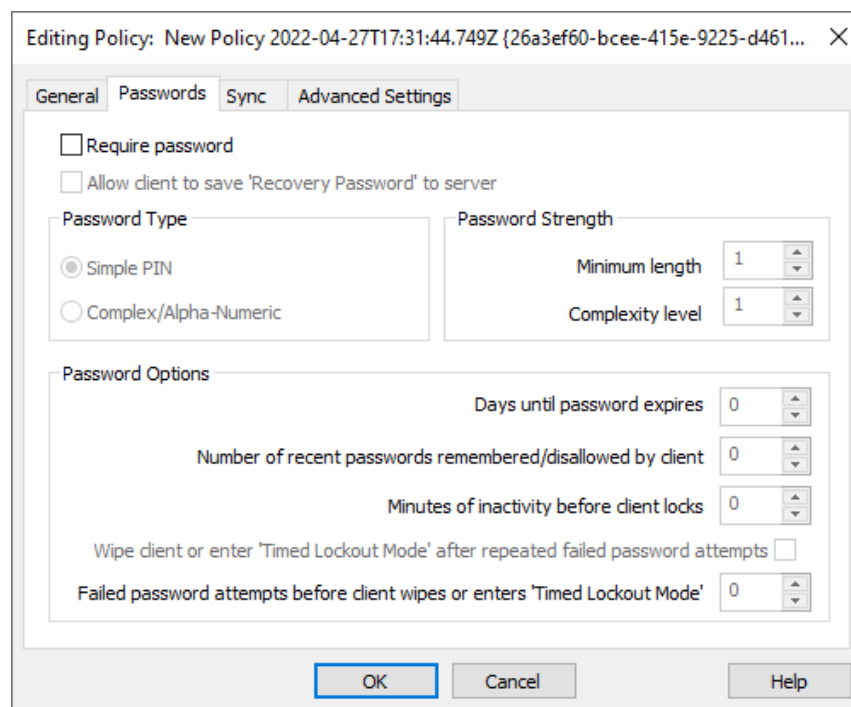 Editing Policy: New Policy 2022-04-27T17:31:44.749Z {26a3ef60-bcee-415e-9225-d461...
General Passwords Sync Advanced Settings
Require password
Allow client to save 'Recovery Password' to server
Password Type
Simple PIN
Complex/Alpha-Numeric
Password Strength
Minimum length 1
Complexity level 1
Password Options
Days until password expires 0
Number of recent passwords remembered/disallowed by client 0
Minutes of inactivity before client locks 0
Wipe client or enter 'Timed Lockout Mode' after repeated failed password attempts
Failed password attempts before client wipes or enters 'Timed Lockout Mode' 0
OK Cancel Help